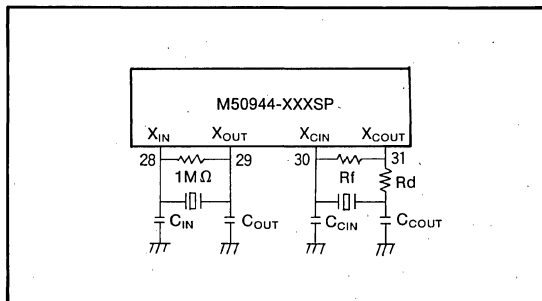 M50944-XXXSP
XIN XOUT XCIN XCOUT
28 29 30 31
1MΩ Rf Rd
CIN COUT CCIN CCOUT